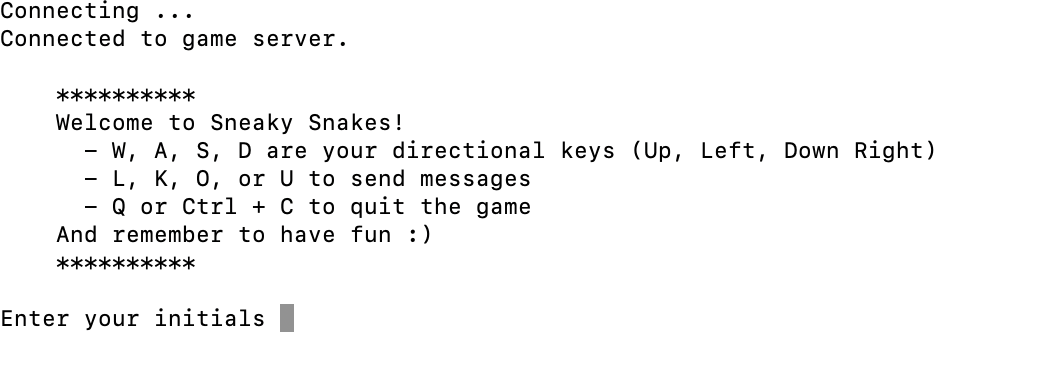 Connecting ...
Connected to game server.
**********
Welcome to Sneaky Snakes!
- W, A, S, D are your directional keys (Up, Left, Down Right)
- L, K, O, or U to send messages
- Q or Ctrl + C to quit the game
And remember to have fun :)
**********
Enter your initials